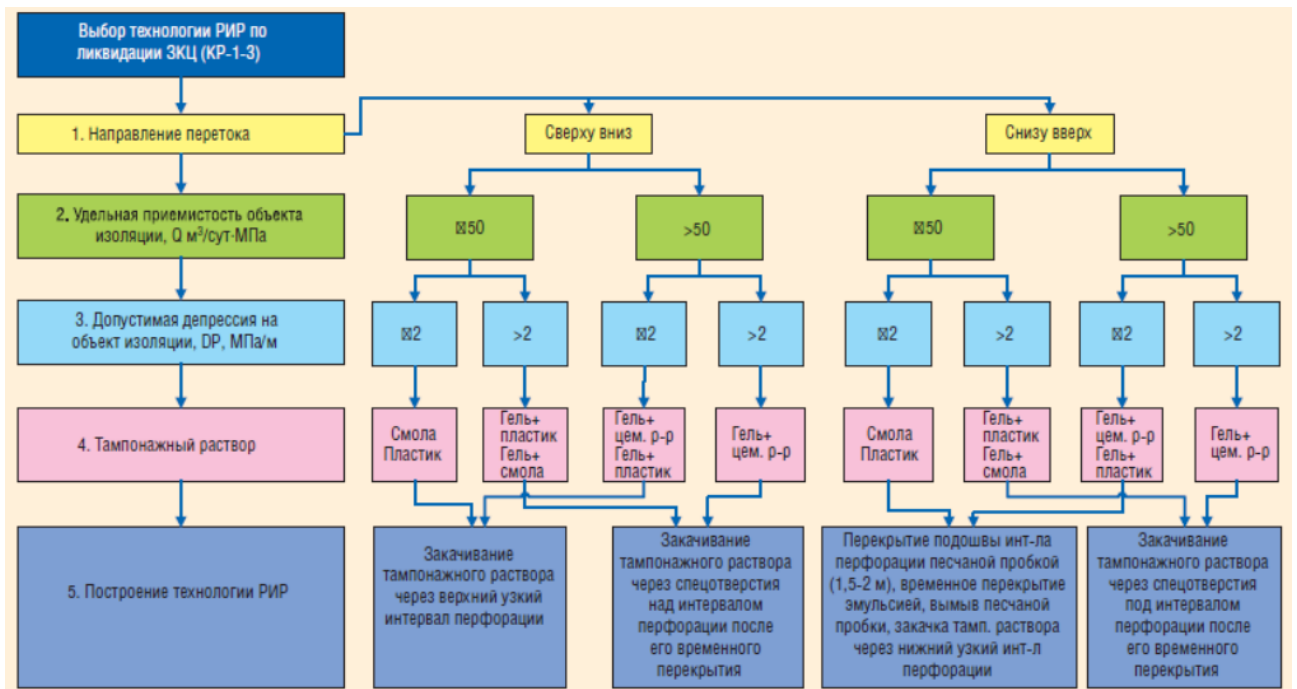 Выбор технологии РИР по
ликвидации ЗКЦ (КР-1-3)
1. Направление перетока
Сверху вниз
Снизу вверх
2. Удельная приемистость объекта
изоляции, Q м³/сут·МПа
☒50
>50
☒50
>50
3. Допустимая депрессия на
объект изоляции, DP, МПа/м
☒2
>2
☒2
>2
☒2
>2
☒2
>2
4. Тампонажный раствор
Смола
Пластик
Гель+
пластик
Гель+
смола
Гель+
цем. р-р
Гель+
пластик
Гель+
цем. р-р
Смола
Пластик
Гель+
пластик
Гель+
смола
Гель+
цем. р-р
Гель+
пластик
Гель+
цем. р-р
5. Построение технологии РИР
Закачивание
тампонажного раствора
через верхний узкий
интервал перфорации
Закачивание
тампонажного раствора
через спецотверстия
над интервалом
перфорации после
его временного
перекрытия
Перекрытие подошвы инт-ла
перфорации песчаной пробкой
(1,5-2 м), временное перекрытие
эмульсией, вымыв песчаной
пробки, закачка тамп. раствора
через нижний узкий инт-л
перфорации
Закачивание
тампонажного раствора
через спецотверстия
под интервалом
перфорации после
его временного
перекрытия